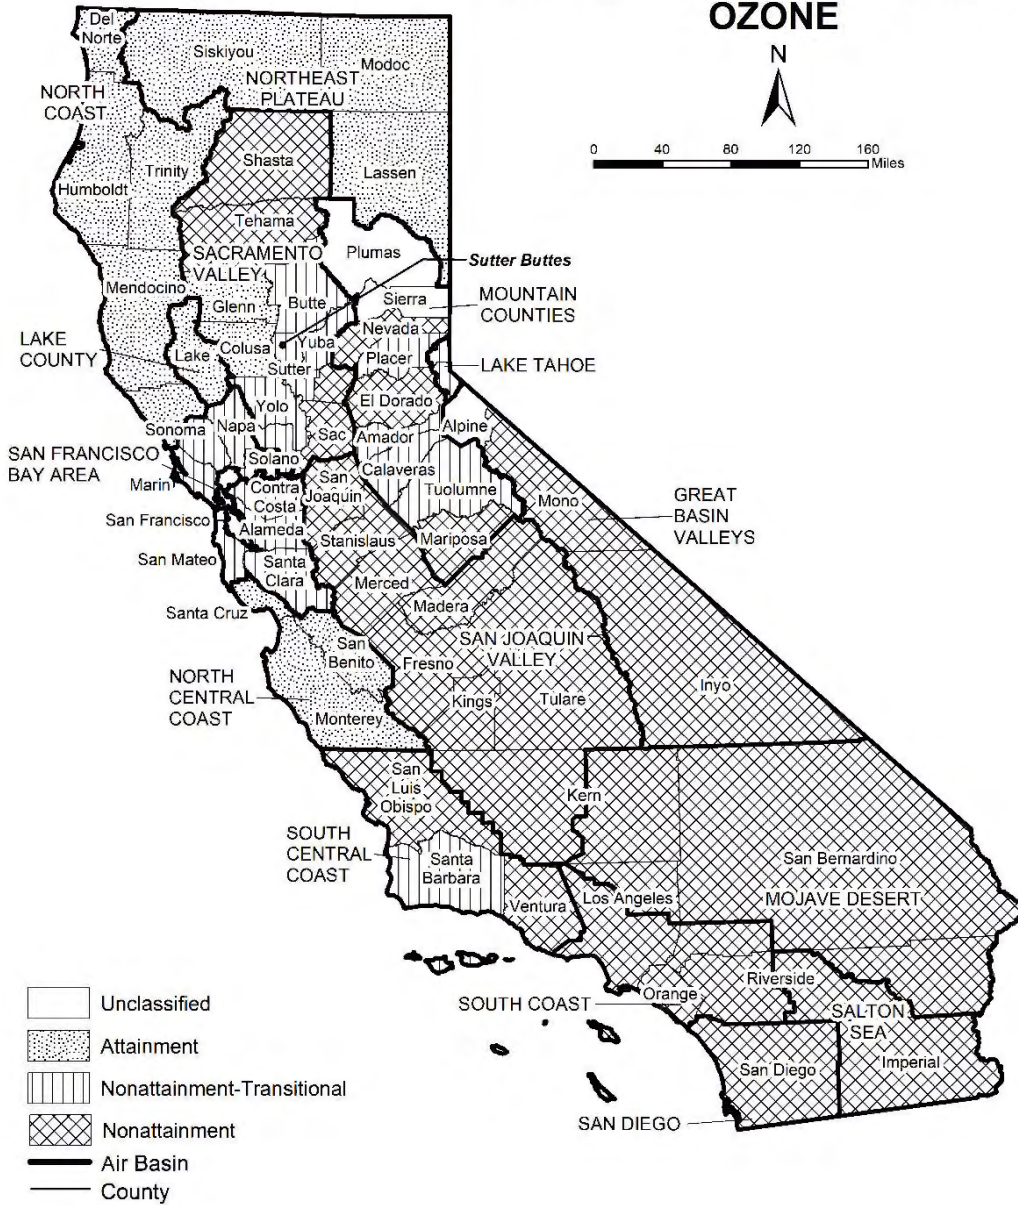 OZONE
N
0 40 80 120 160
Miles
Del
Norte
Siskiyou
Modoc
NORTHEAST
PLATEAU
NORTH
COAST
Shasta
Trinity
Lassen
Humboldt
Tehama
Plumas
SACRAMENTO
VALLEY
Sutter Buttes
Mendocino
Glenn
Butte
Sierra
MOUNTAIN
COUNTIES
Nevada
LAKE
COUNTY
Lake
Colusa
Yuba
Placer
LAKE TAHOE
Sutter
El Dorado
Yolo
Sonoma
Napa
Sac
Amador
Alpine
SAN FRANCISCO
BAY AREA
Solano
Calaveras
Marin
Contra
Costa
San
Joaquin
Tuolumne
Mono
GREAT
BASIN
VALLEYS
San Francisco
Alameda
Stanislaus
Mariposa
San Mateo
Santa
Clara
Merced
Madera
Santa Cruz
SAN JOAQUIN
VALLEY
San
Benito
Fresno
NORTH
CENTRAL
COAST
Kings
Tulare
Inyo
Monterey
San
Luis
Obispo
Kern
SOUTH
CENTRAL
COAST
Santa
Barbara
San Bernardino
Ventura
Los Angeles
MOJAVE DESERT
Riverside
Orange
SOUTH COAST
SALTON
SEA
San Diego
Imperial
SAN DIEGO
Unclassified
Attainment
Nonattainment-Transitional
Nonattainment
Air Basin
County